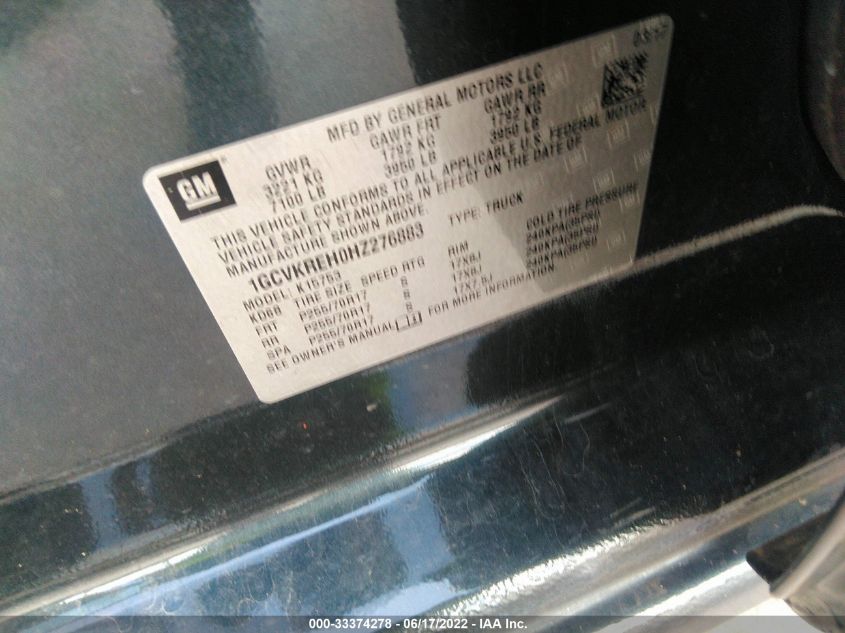 03/17
MFD BY GENERAL MOTORS LLC
GM
GVWR GAWR FRT GAWR RR
3221 KG 1792 KG 1792 KG
7100 LB 3950 LB 3950 LB
THIS VEHICLE CONFORMS TO ALL APPLICABLE U.S. FEDERAL MOTOR
VEHICLE SAFETY STANDARDS IN EFFECT ON THE DATE OF
MANUFACTURE SHOWN ABOVE.
1GCVKREH0HZ276883 TYPE: TRUCK
MODEL: K15753
K068 TIRE SIZE SPEED RTG RIM COLD TIRE PRESSURE
FRT P255/70R17 S 17X8J 240KPA(35PSI)
RR P255/70R17 S 17X8J 240KPA(35PSI)
SPA P255/70R17 S 17X7.5J 240KPA(35PSI)
SEE OWNER'S MANUAL FOR MORE INFORMATION
000-33374278 - 06/17/2022 - IAA Inc.